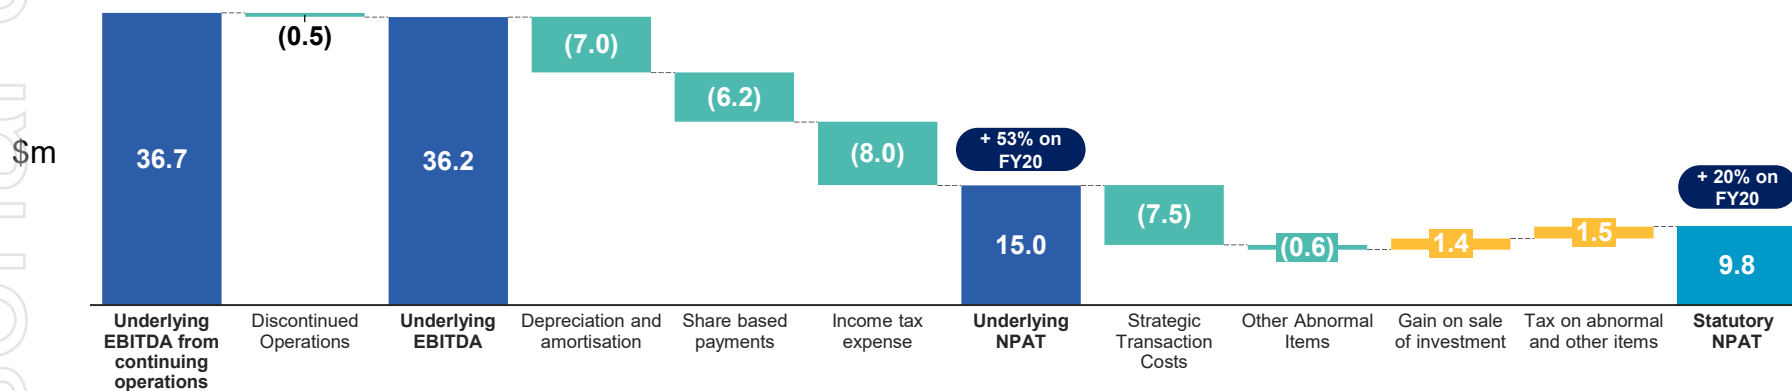 $m
36.7
(0.5)
36.2
(7.0)
(6.2)
(8.0)
+ 53% on
FY20
15.0
(7.5)
(0.6)
1.4
1.5
+ 20% on
FY20
9.8
Underlying
EBITDA from
continuing
operations
Discontinued
Operations
Underlying
EBITDA
Depreciation and
amortisation
Share based
payments
Income tax
expense
Underlying
NPAT
Strategic
Transaction
Costs
Other Abnormal
Items
Gain on sale
of investment
Tax on abnormal
and other items
Statutory
NPAT